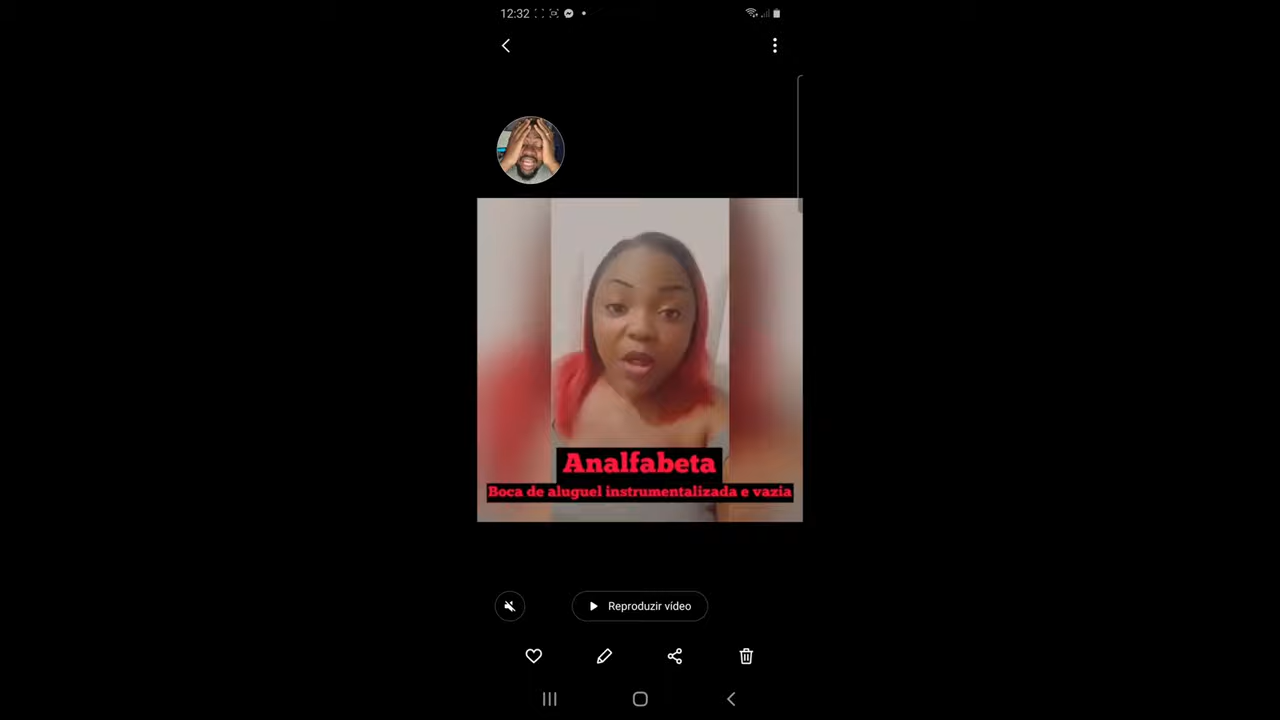 12:32
Analfabeta
Boca de aluguel instrumentalizada e vazia
Reproduzir vídeo